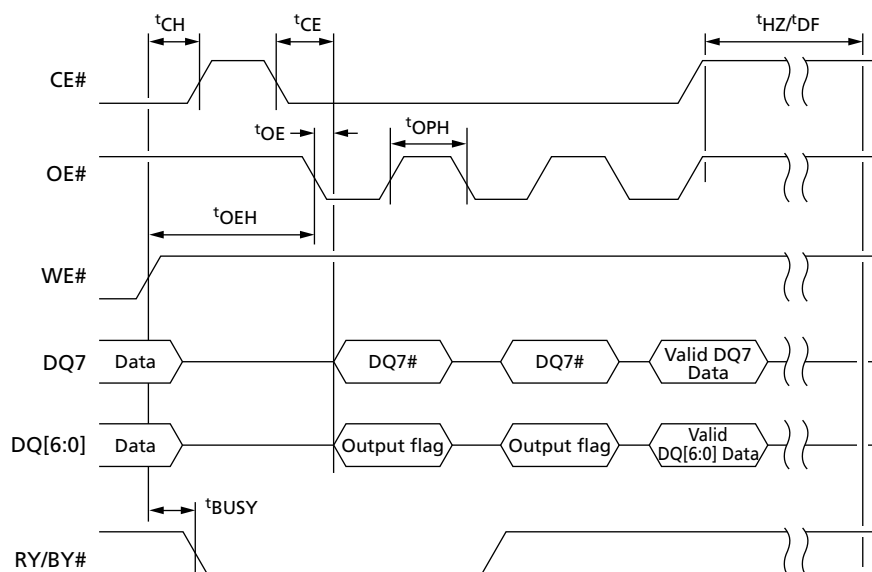 tCH
tCE
tHZ/tDF
CE#
tOE
tOPH
OE#
tOEH
WE#
DQ7
Data
DQ7#
DQ7#
Valid DQ7
Data
DQ[6:0]
Data
Output flag
Output flag
Valid
DQ[6:0] Data
tBUSY
RY/BY#